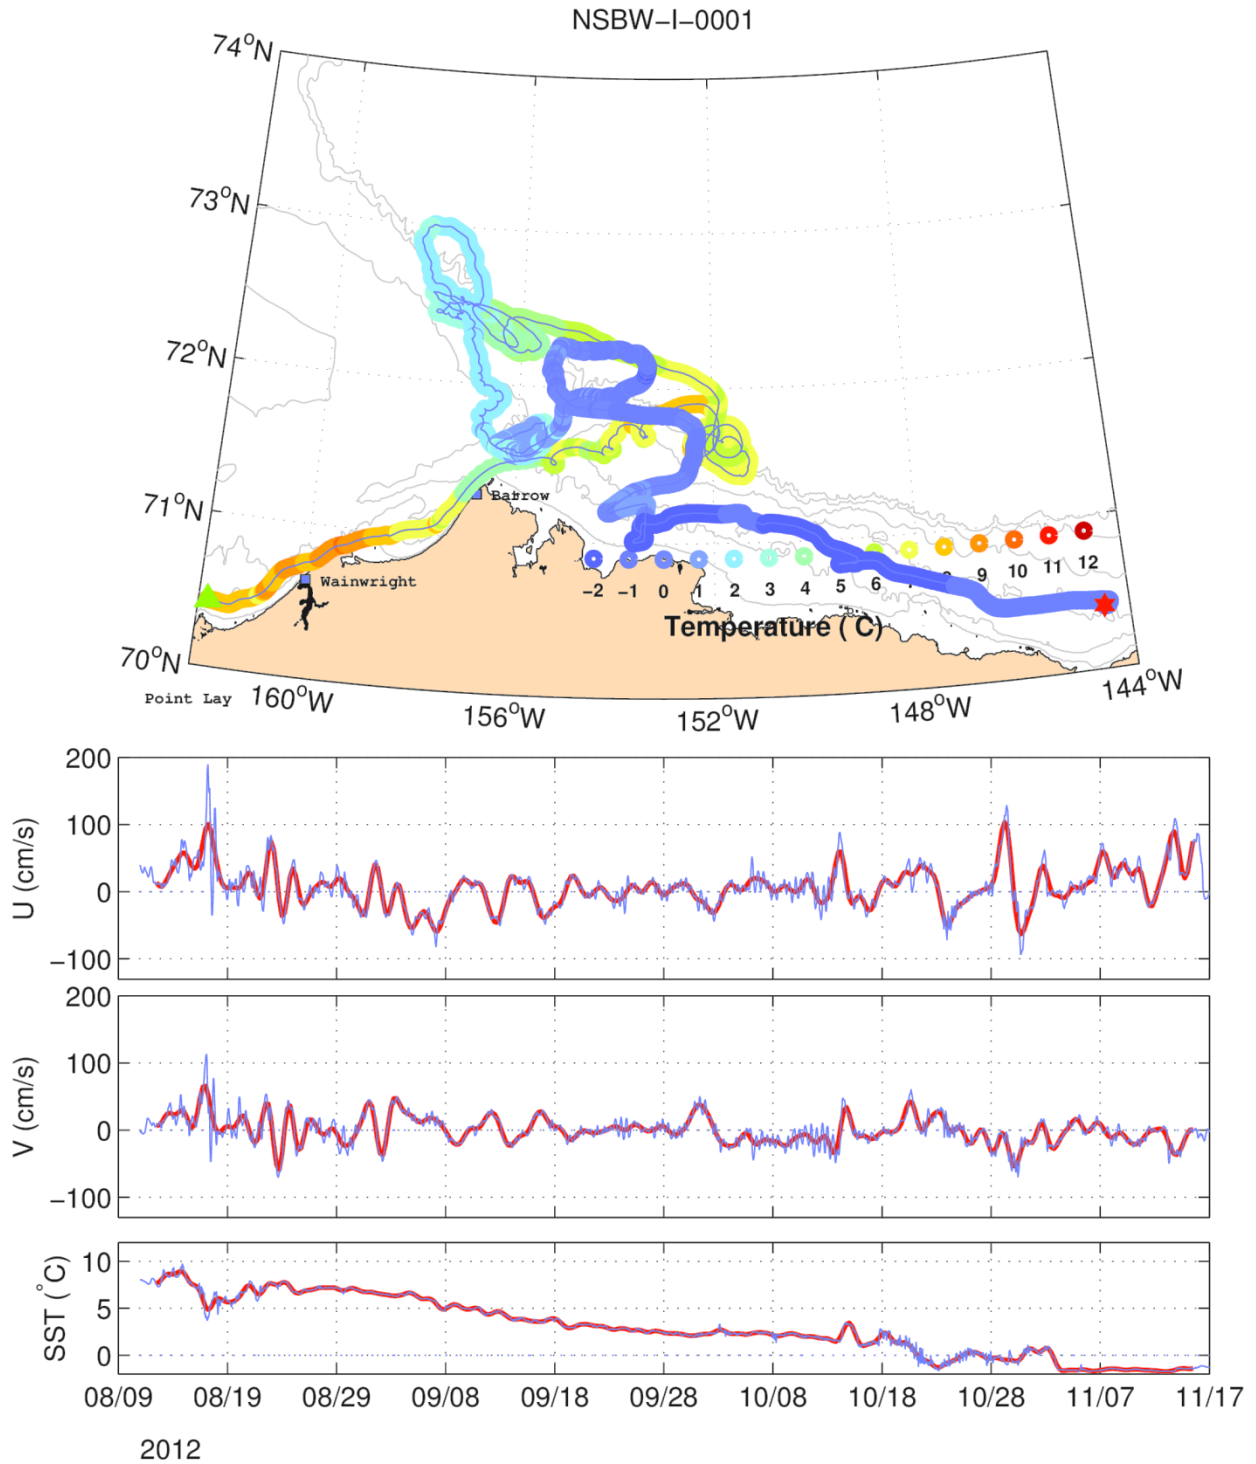 NSBW-I-0001
74°N
73°N
72°N
71°N
70°N
Barrow
Wainwright
Point Lay
-2 -1 0 1 2 3 4 5 6 9 10 11 12
Temperature ( C)
160°W 156°W 152°W 148°W 144°W
200
100
0
-100
U (cm/s)
200
100
0
-100
V (cm/s)
10
5
0
SST (°C)
08/09 08/19 08/29 09/08 09/18 09/28 10/08 10/18 10/28 11/07 11/17
2012